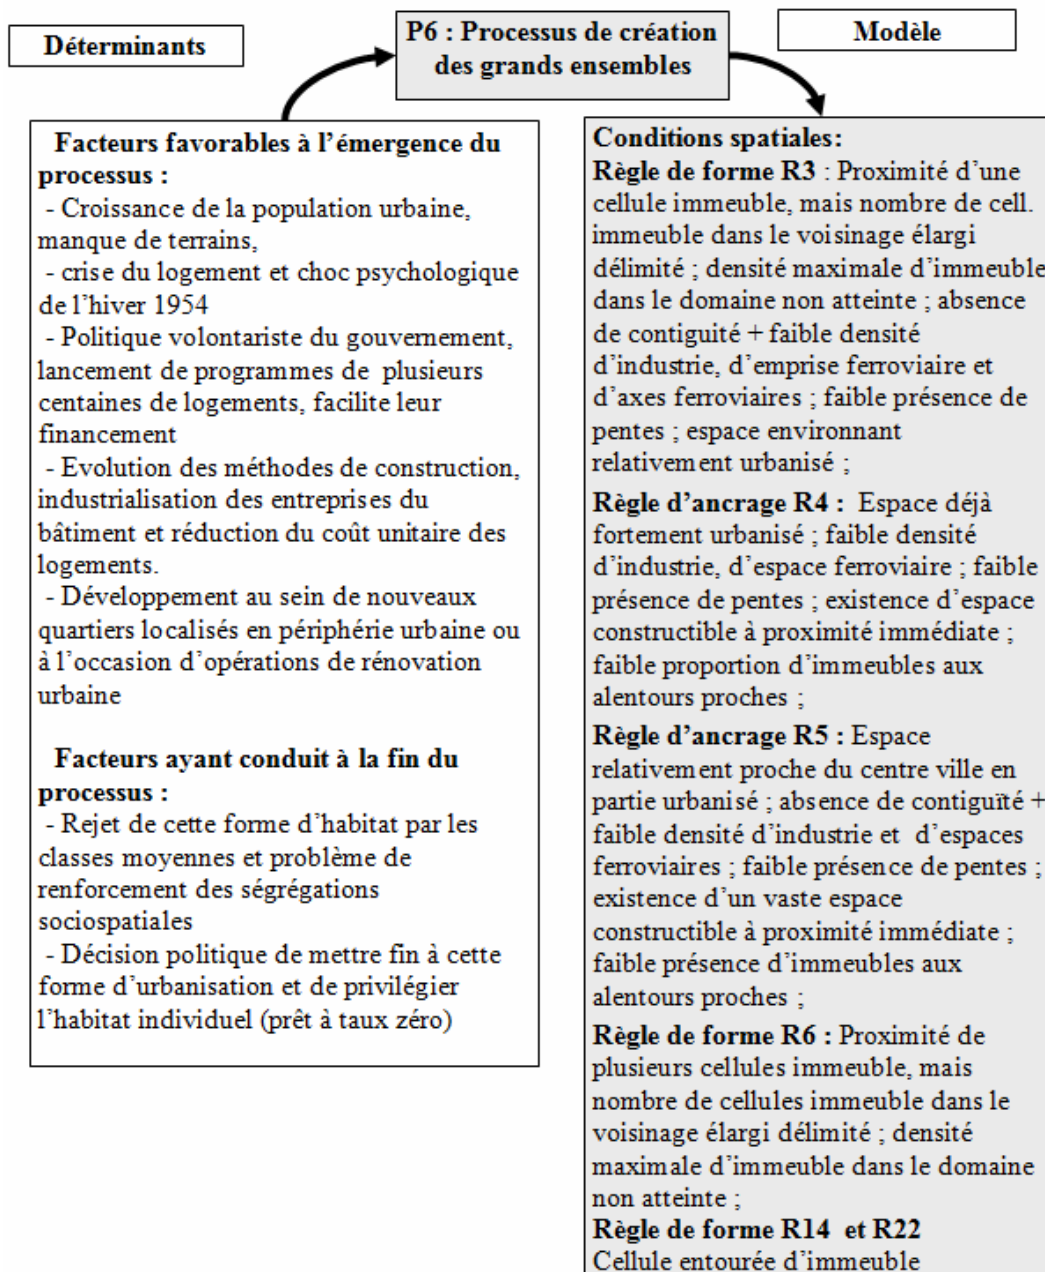 Déterminants
P6 : Processus de création
des grands ensembles
Modèle
Facteurs favorables à l’émergence du
processus :
- Croissance de la population urbaine,
manque de terrains,
- crise du logement et choc psychologique
de l’hiver 1954
- Politique volontariste du gouvernement,
lancement de programmes de plusieurs
centaines de logements, facilite leur
financement
- Evolution des méthodes de construction,
industrialisation des entreprises du
bâtiment et réduction du coût unitaire des
logements.
- Développement au sein de nouveaux
quartiers localisés en périphérie urbaine ou
à l’occasion d’opérations de rénovation
urbaine
Facteurs ayant conduit à la fin du
processus :
- Rejet de cette forme d’habitat par les
classes moyennes et problème de
renforcement des ségrégations
sociospatiales
- Décision politique de mettre fin à cette
forme d’urbanisation et de privilégier
l’habitat individuel (prêt à taux zéro)
Conditions spatiales:
Règle de forme R3 : Proximité d’une
cellule immeuble, mais nombre de cell.
immeuble dans le voisinage élargi
délimité ; densité maximale d’immeuble
dans le domaine non atteinte ; absence
de contiguité + faible densité
d’industrie, d’emprise ferroviaire et
d’axes ferroviaires ; faible présence de
pentes ; espace environnant
relativement urbanisé ;
Règle d’ancrage R4 : Espace déjà
fortement urbanisé ; faible densité
d’industrie, d’espace ferroviaire ; faible
présence de pentes ; existence d’espace
constructible à proximité immédiate ;
faible proportion d’immeubles aux
alentours proches ;
Règle d’ancrage R5 : Espace
relativement proche du centre ville en
partie urbanisé ; absence de contiguïté +
faible densité d’industrie et d’espaces
ferroviaires ; faible présence de pentes ;
existence d’un vaste espace
constructible à proximité immédiate ;
faible présence d’immeubles aux
alentours proches ;
Règle de forme R6 : Proximité de
plusieurs cellules immeuble, mais
nombre de cellules immeuble dans le
voisinage élargi délimité ; densité
maximale d’immeuble dans le domaine
non atteinte ;
Règle de forme R14 et R22
Cellule entourée d’immeuble